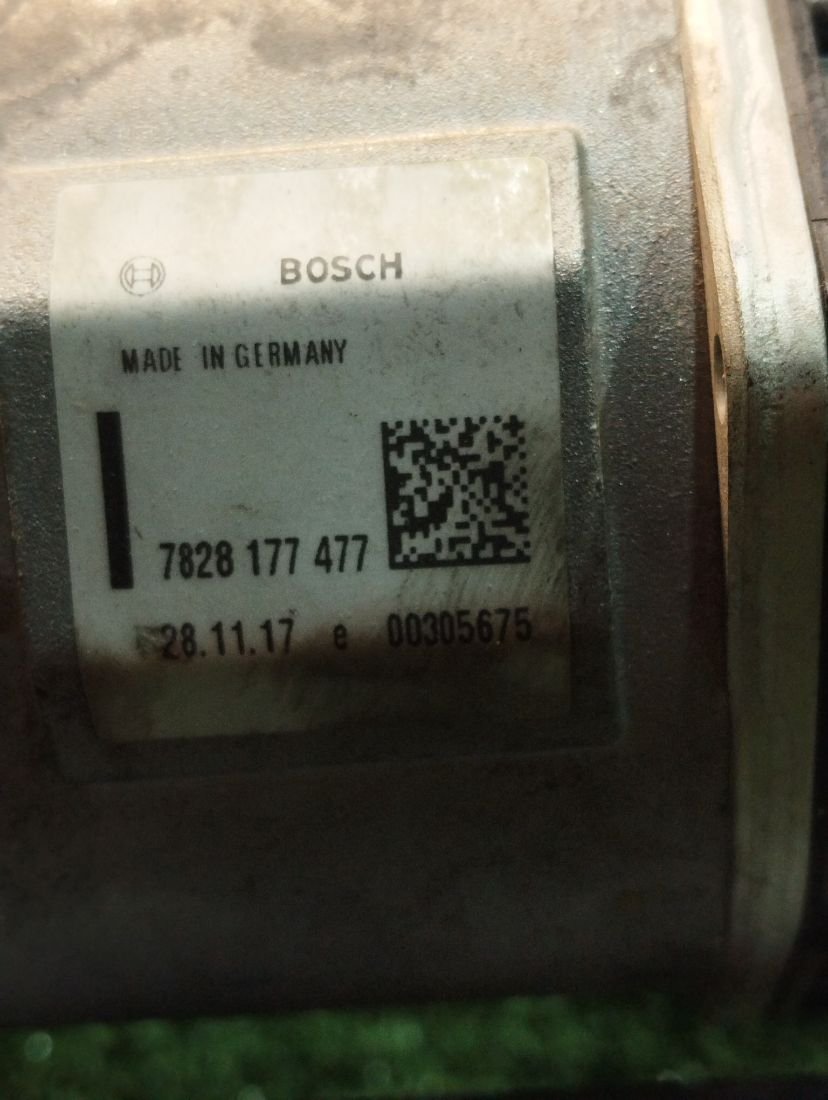 BOSCH
MADE IN GERMANY
7828 177 477
28.11.17 e 00305675